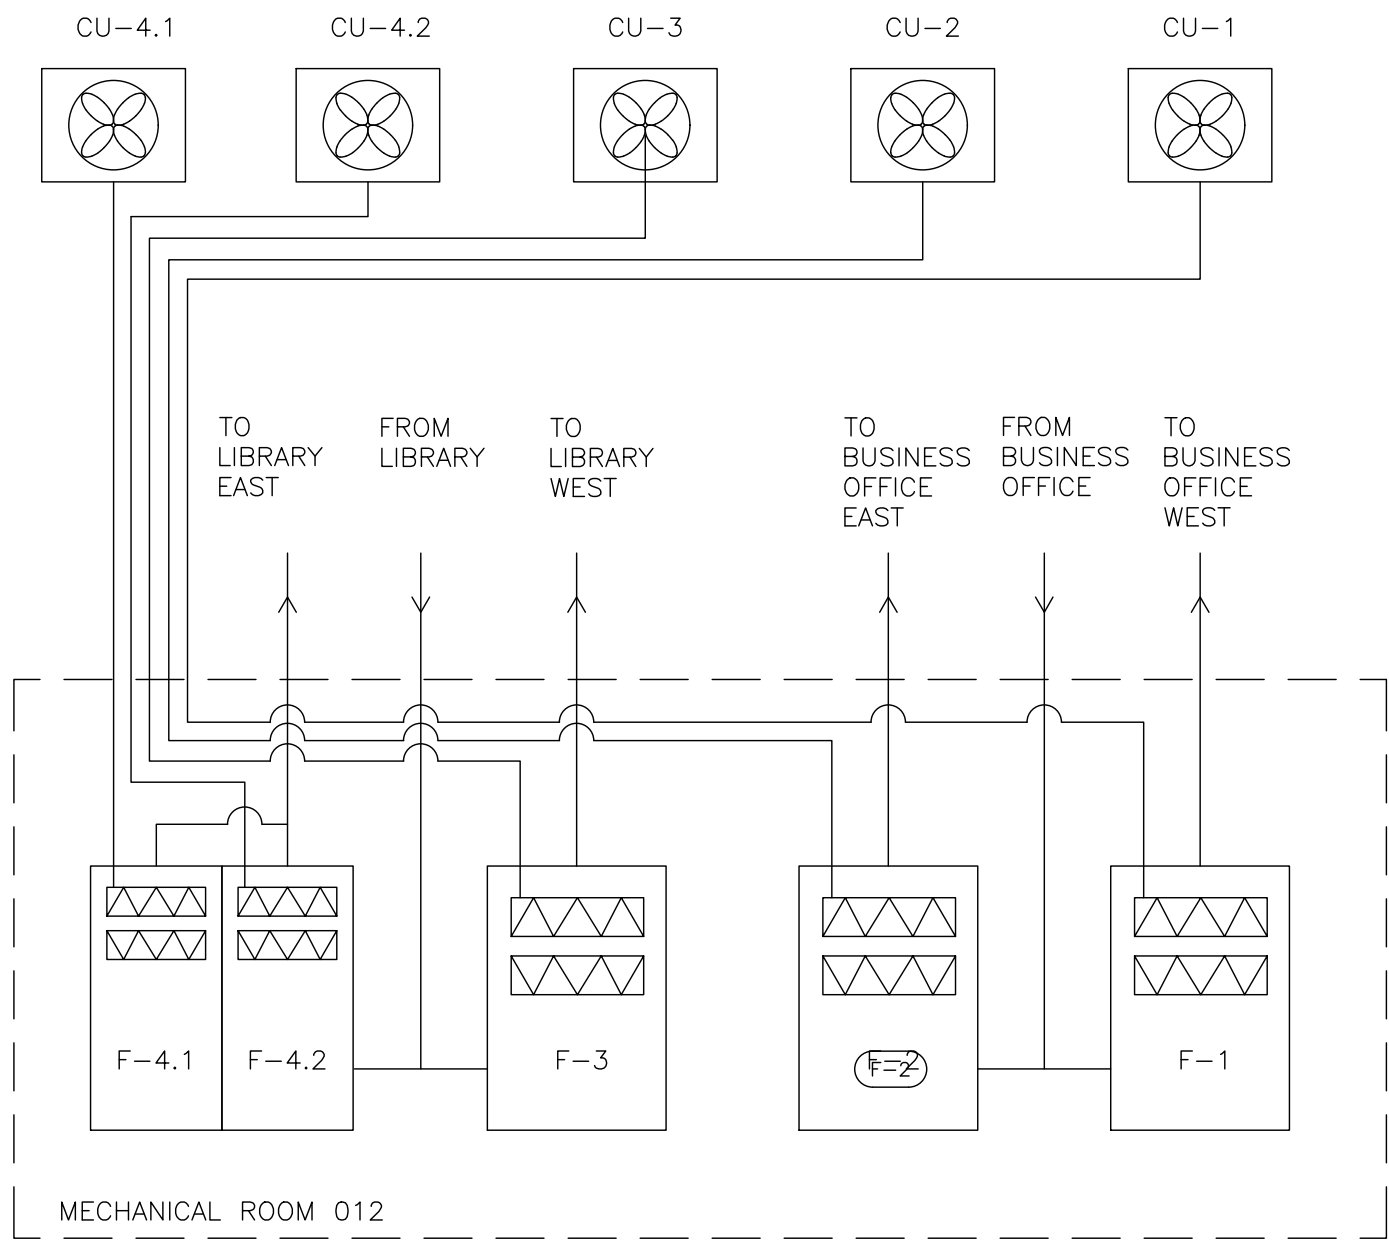 CU-4.1
CU-4.2
CU-3
CU-2
CU-1
TO
LIBRARY
EAST
FROM
LIBRARY
TO
LIBRARY
WEST
TO
BUSINESS
OFFICE
EAST
FROM
BUSINESS
OFFICE
TO
BUSINESS
OFFICE
WEST
F-4.1
F-4.2
F-3
F-2
F-2
F-1
MECHANICAL ROOM 012